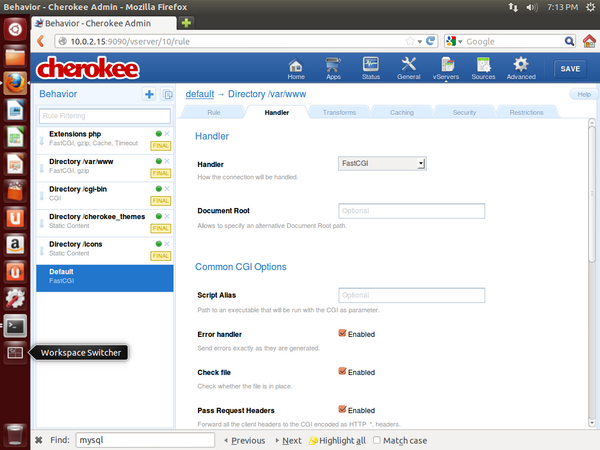 Behavior - Cherokee Admin - Mozilla Firefox
7:13 PM
Behavior - Cherokee Admin
10.0.2.15:9090/vserver/10/rule
Google
cherokee
Home
Apps
Status
General
vServers
Sources
Advanced
SAVE
Behavior
default → Directory /var/www
Help
Rule
Handler
Transforms
Caching
Security
Restrictions
Rule Filtering
Extensions php
FastCGI, gzip, Cache, Timeout
FINAL
Directory /var/www
FastCGI, gzip
FINAL
Directory /cgi-bin
CGI
FINAL
Directory /cherokee_themes
Static Content
FINAL
Directory /icons
Static Content
FINAL
Default
FastCGI
Handler
Handler
FastCGI
How the connection will be handled.
Document Root
Optional
Allows to specify an alternative Document Root path.
Common CGI Options
Script Alias
Optional
Path to an executable that will be run with the CGI as parameter.
Error handler
Enabled
Send errors exactly as they are generated.
Check file
Enabled
Check whether the file is in place.
Pass Request Headers
Enabled
Forward all the client headers to the CGI encoded as HTTP_*. headers.
Workspace Switcher
Find:
mysql
Previous
Next
Highlight all
Match case